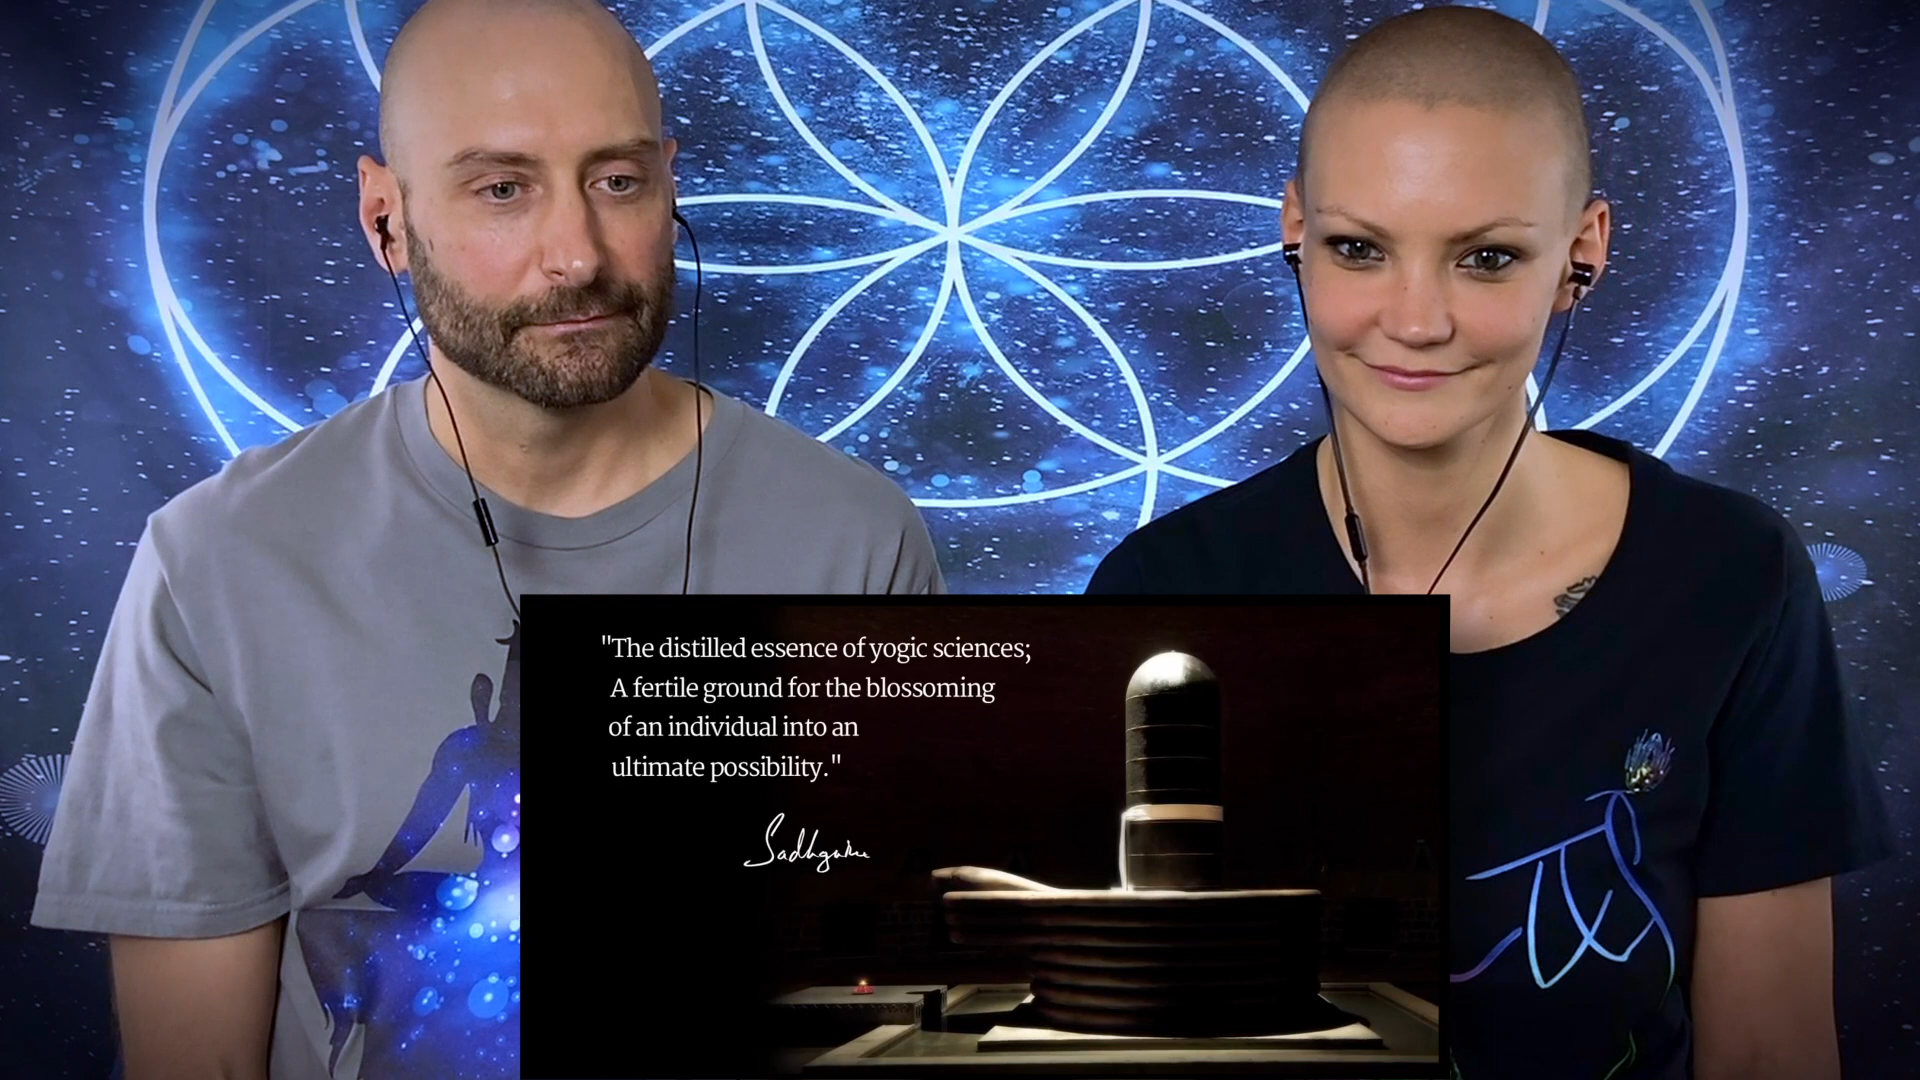 "The distilled essence of yogic sciences;
A fertile ground for the blossoming
of an individual into an
ultimate possibility."
Sadhguru